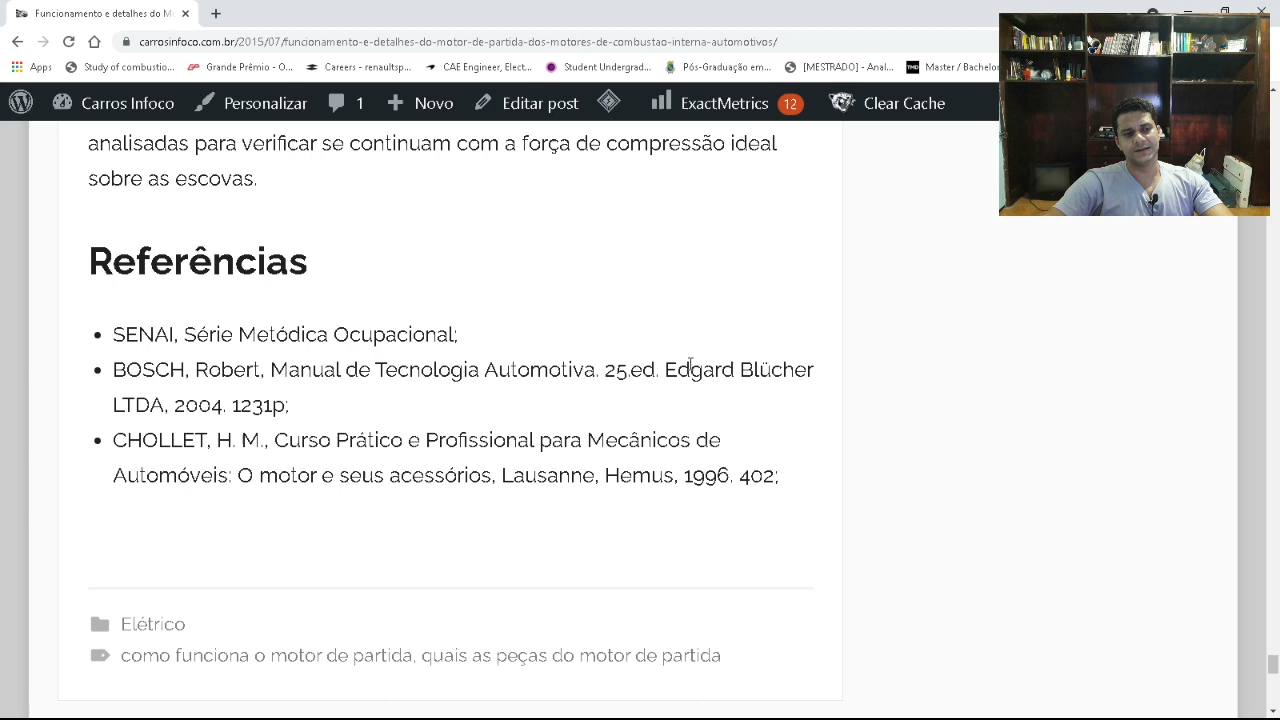 Funcionamento e detalhes do M
carrosinfoco.com.br/2015/07/funcionamento-e-detalhes-do-motor-de-partida-dos-motores-de-combustao-interna-automotivos/
Apps
Study of combustio...
Grande Prêmio - O...
Careers - renaultsp...
CAE Engineer, Elect...
Student Undergrad...
Pós-Graduação em...
[MESTRADO] - Anal...
Master / Bachelor
Carros Infoco
Personalizar
1
Novo
Editar post
ExactMetrics 12
Clear Cache
analisadas para verificar se continuam com a força de compressão ideal
sobre as escovas.
Referências
SENAI, Série Metódica Ocupacional;
BOSCH, Robert, Manual de Tecnologia Automotiva. 25.ed. Edgard Blücher
LTDA, 2004. 1231p;
CHOLLET, H. M., Curso Prático e Profissional para Mecânicos de
Automóveis: O motor e seus acessórios, Lausanne, Hemus, 1996. 402;
Elétrico
como funciona o motor de partida, quais as peças do motor de partida